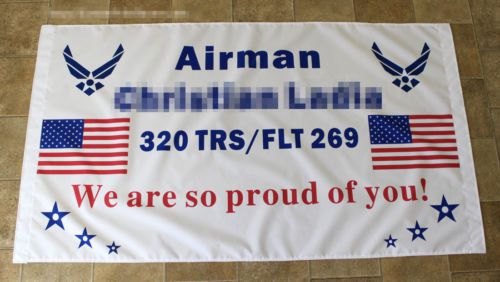 Airman
320 TRS/FLT 269
We are so proud of you!